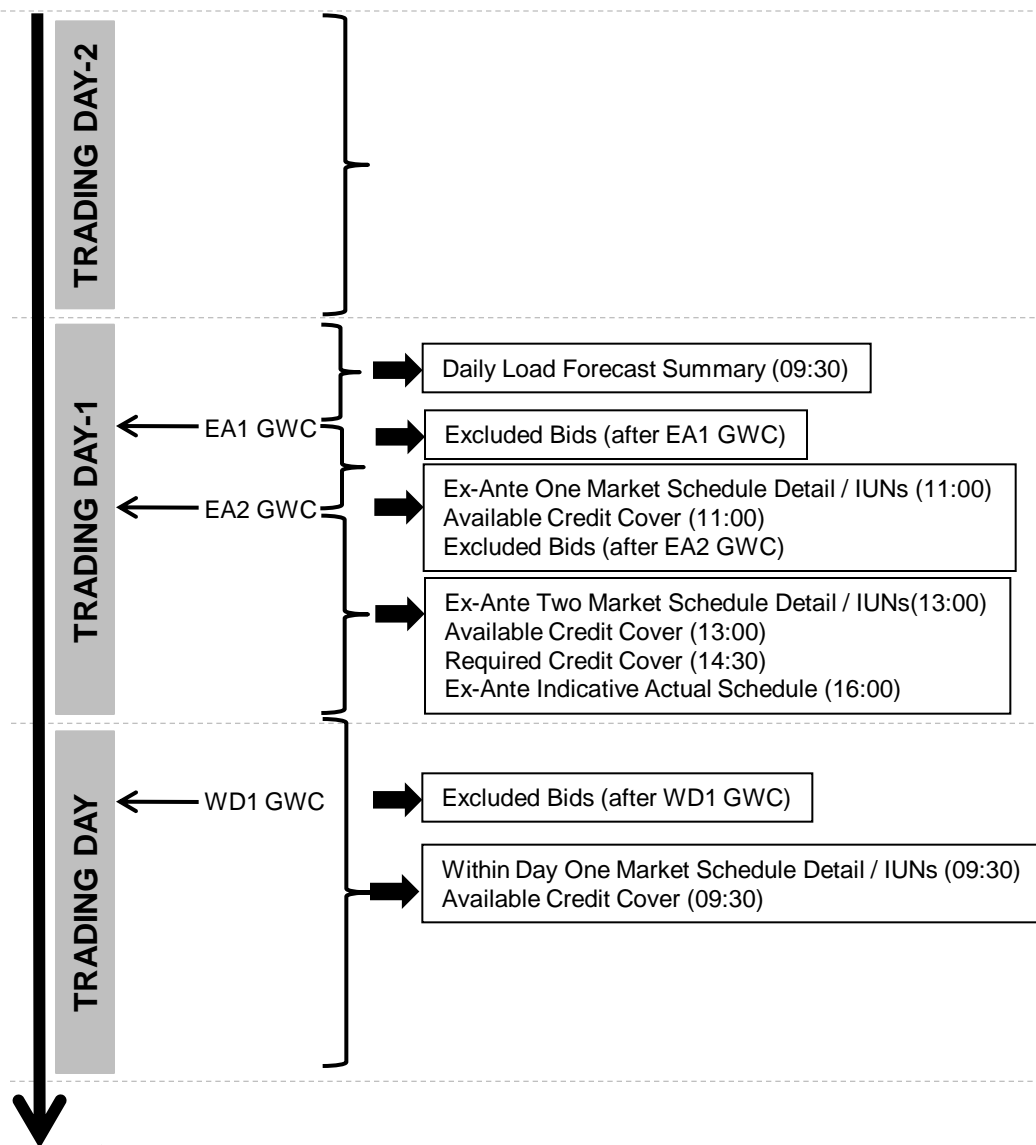 TRADING DAY-2
TRADING DAY-1
Daily Load Forecast Summary (09:30)
EA1 GWC
Excluded Bids (after EA1 GWC)
EA2 GWC
Ex-Ante One Market Schedule Detail / IUNs (11:00)
Available Credit Cover (11:00)
Excluded Bids (after EA2 GWC)
Ex-Ante Two Market Schedule Detail / IUNs(13:00)
Available Credit Cover (13:00)
Required Credit Cover (14:30)
Ex-Ante Indicative Actual Schedule (16:00)
TRADING DAY
WD1 GWC
Excluded Bids (after WD1 GWC)
Within Day One Market Schedule Detail / IUNs (09:30)
Available Credit Cover (09:30)